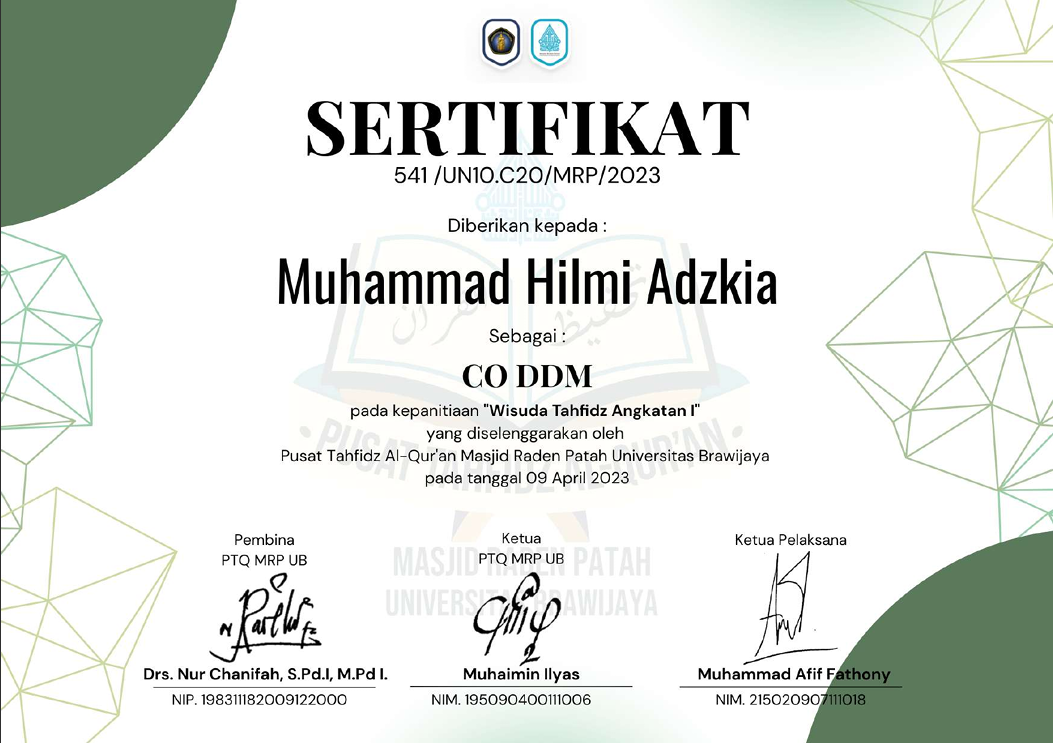 SERTIFIKAT
541 /UN10.C20/MRP/2023
Diberikan kepada :
Muhammad Hilmi Adzkia
Sebagai :
CO DDM
pada kepanitiaan "Wisuda Tahfidz Angkatan I"
yang diselenggarakan oleh
Pusat Tahfidz Al-Qur'an Masjid Raden Patah Universitas Brawijaya
pada tanggal 09 April 2023
• PUSAT TAHFIDZ AL-QUR'AN •
MASJID RADEN PATAH
UNIVERSITAS BRAWIJAYA
Pembina
PTQ MRP UB
Drs. Nur Chanifah, S.Pd.I, M.Pd I.
NIP. 198311182009122000
Ketua
PTQ MRP UB
Muhaimin Ilyas
NIM. 195090400111006
Ketua Pelaksana
Muhammad Afif Fathony
NIM. 215020907111018